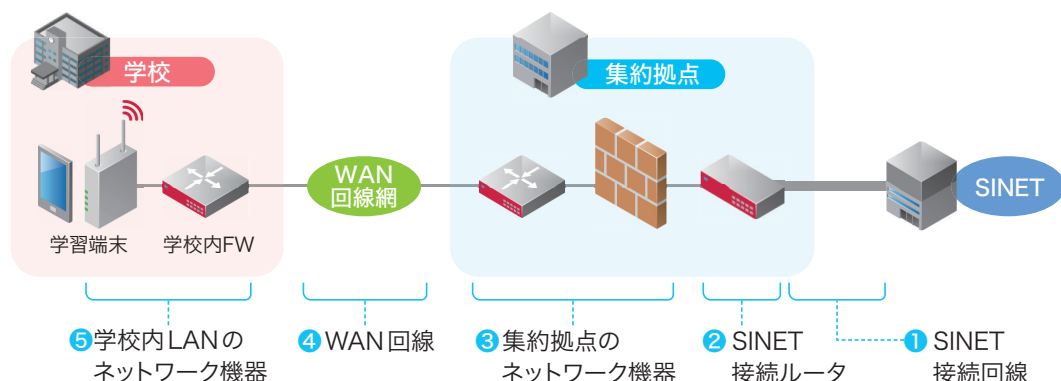 学校
集約拠点
WAN
回線網
SINET
学習端末
学校内FW
❺学校内LANの
ネットワーク機器
❹WAN回線
❸集約拠点の
ネットワーク機器
❷SINET
接続ルータ
❶SINET
接続回線